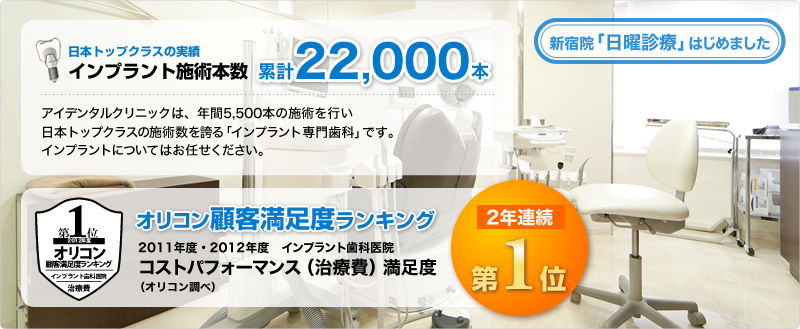 日本トップクラスの実績
インプラント施術本数 累計22,000本
新宿院「日曜診療」はじめました
アイデンタルクリニックは、年間5,500本の施術を行い
日本トップクラスの施術数を誇る「インプラント専門歯科」です。
インプラントについてはお任せください。
第1位
2012年度
オリコン
顧客満足度ランキング
インプラント歯科医院
治療費
オリコン顧客満足度ランキング
2011年度・2012年度 インプラント歯科医院
コストパフォーマンス（治療費）満足度
（オリコン調べ）
2年連続
第1位